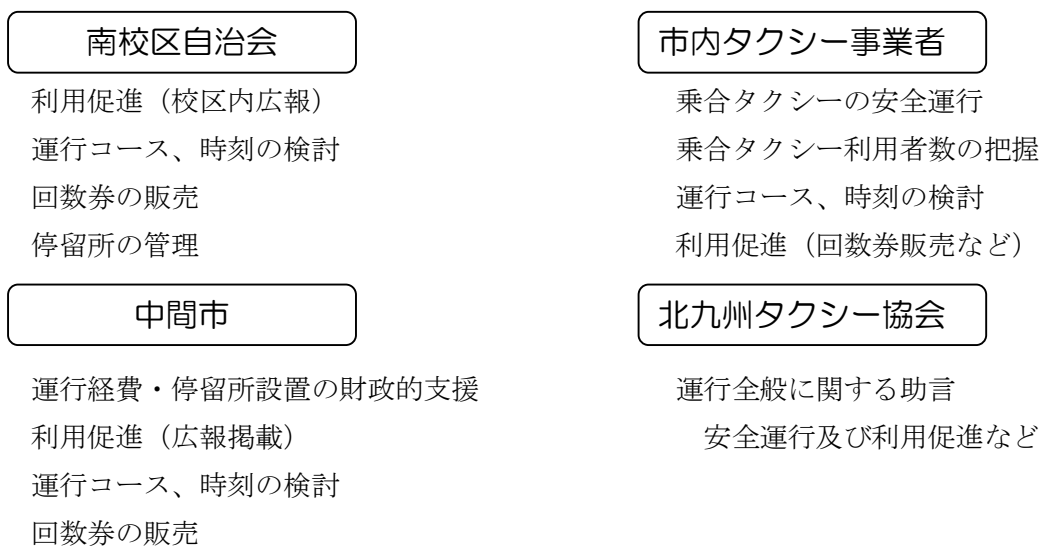 南校区自治会
利用促進（校区内広報）
運行コース、時刻の検討
回数券の販売
停留所の管理
市内タクシー事業者
乗合タクシーの安全運行
乗合タクシー利用者数の把握
運行コース、時刻の検討
利用促進（回数券販売など）
中間市
運行経費・停留所設置の財政的支援
利用促進（広報掲載）
運行コース、時刻の検討
回数券の販売
北九州タクシー協会
運行全般に関する助言
安全運行及び利用促進など